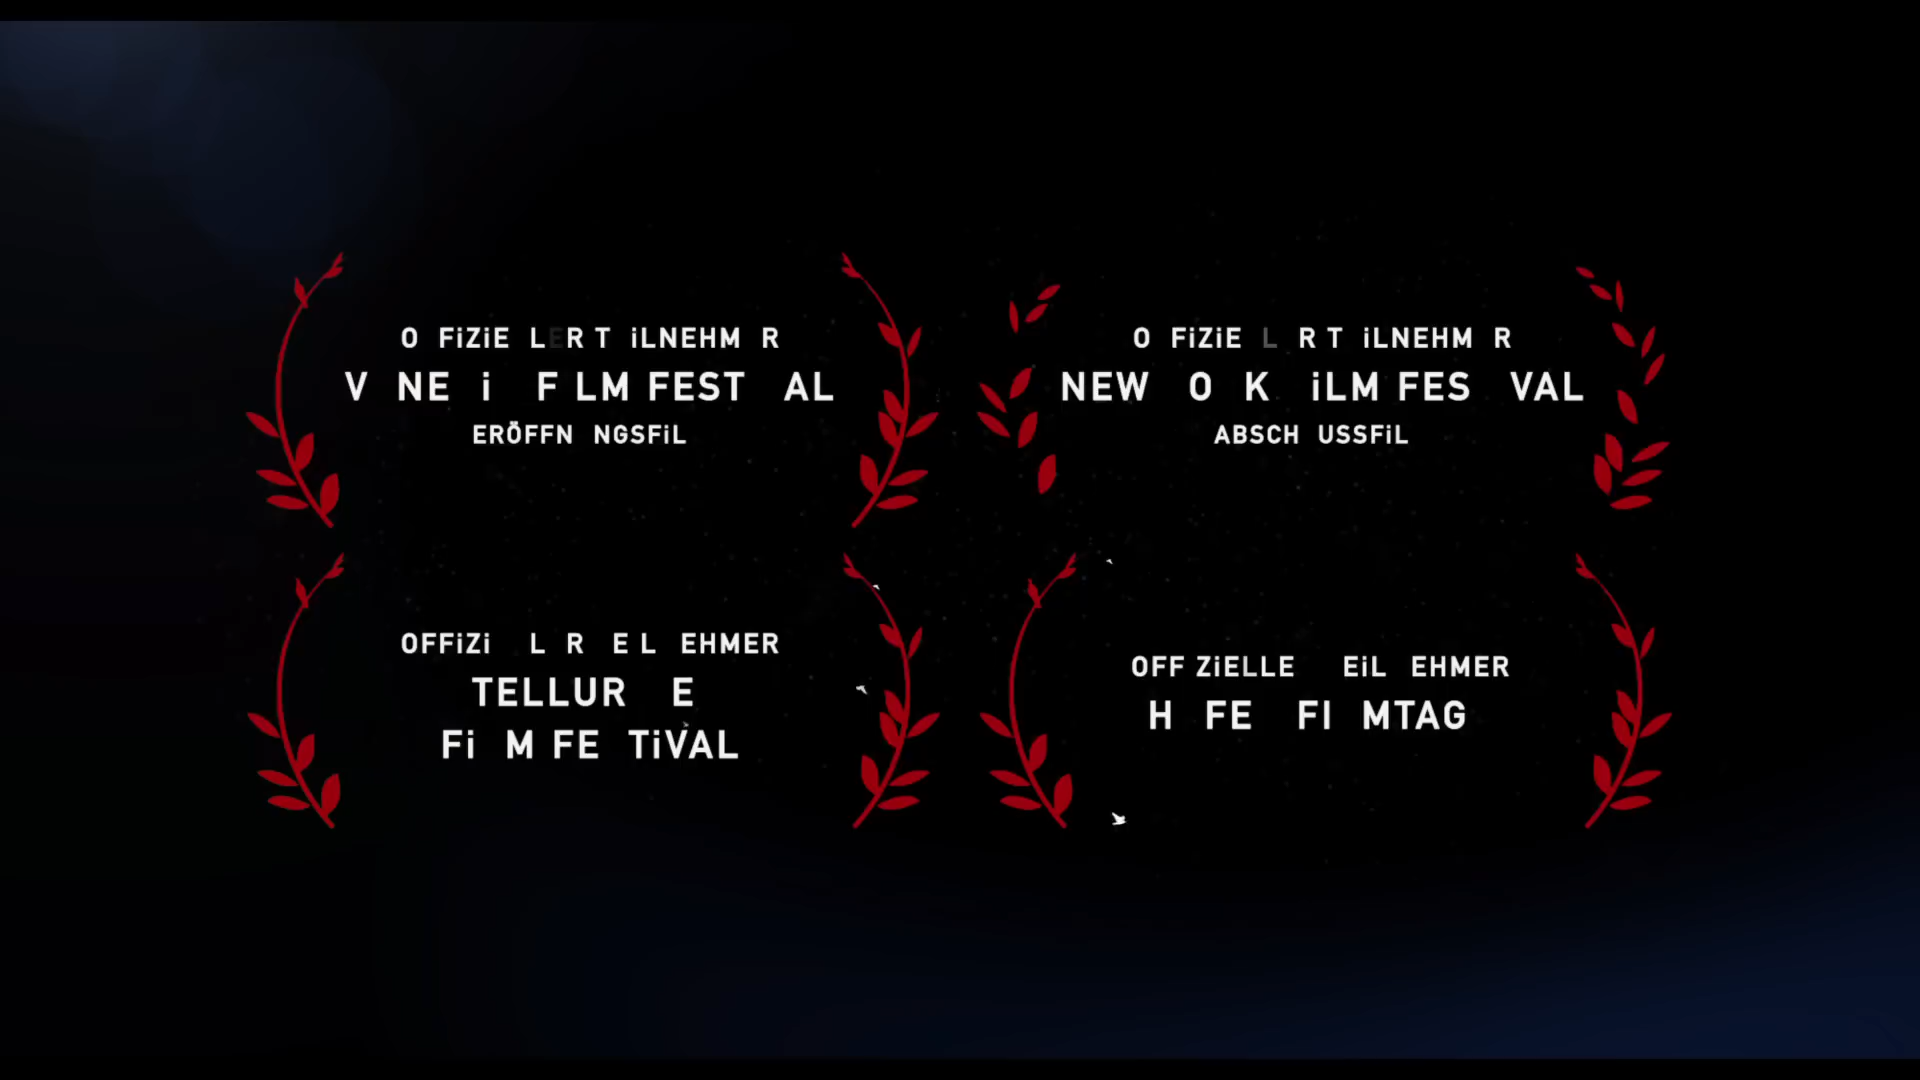 O FiZiE LER T iLNEHM R
V NE i F LM FEST AL
ERÖFFN NGSFiL
O FiZiE L R T iLNEHM R
NEW O K iLM FES VAL
ABSCH USSFiL
OFFiZi L R E L EHMER
TELLUR E
Fi M FE TiVAL
OFF ZiELLE EiL EHMER
H FE FI MTAG